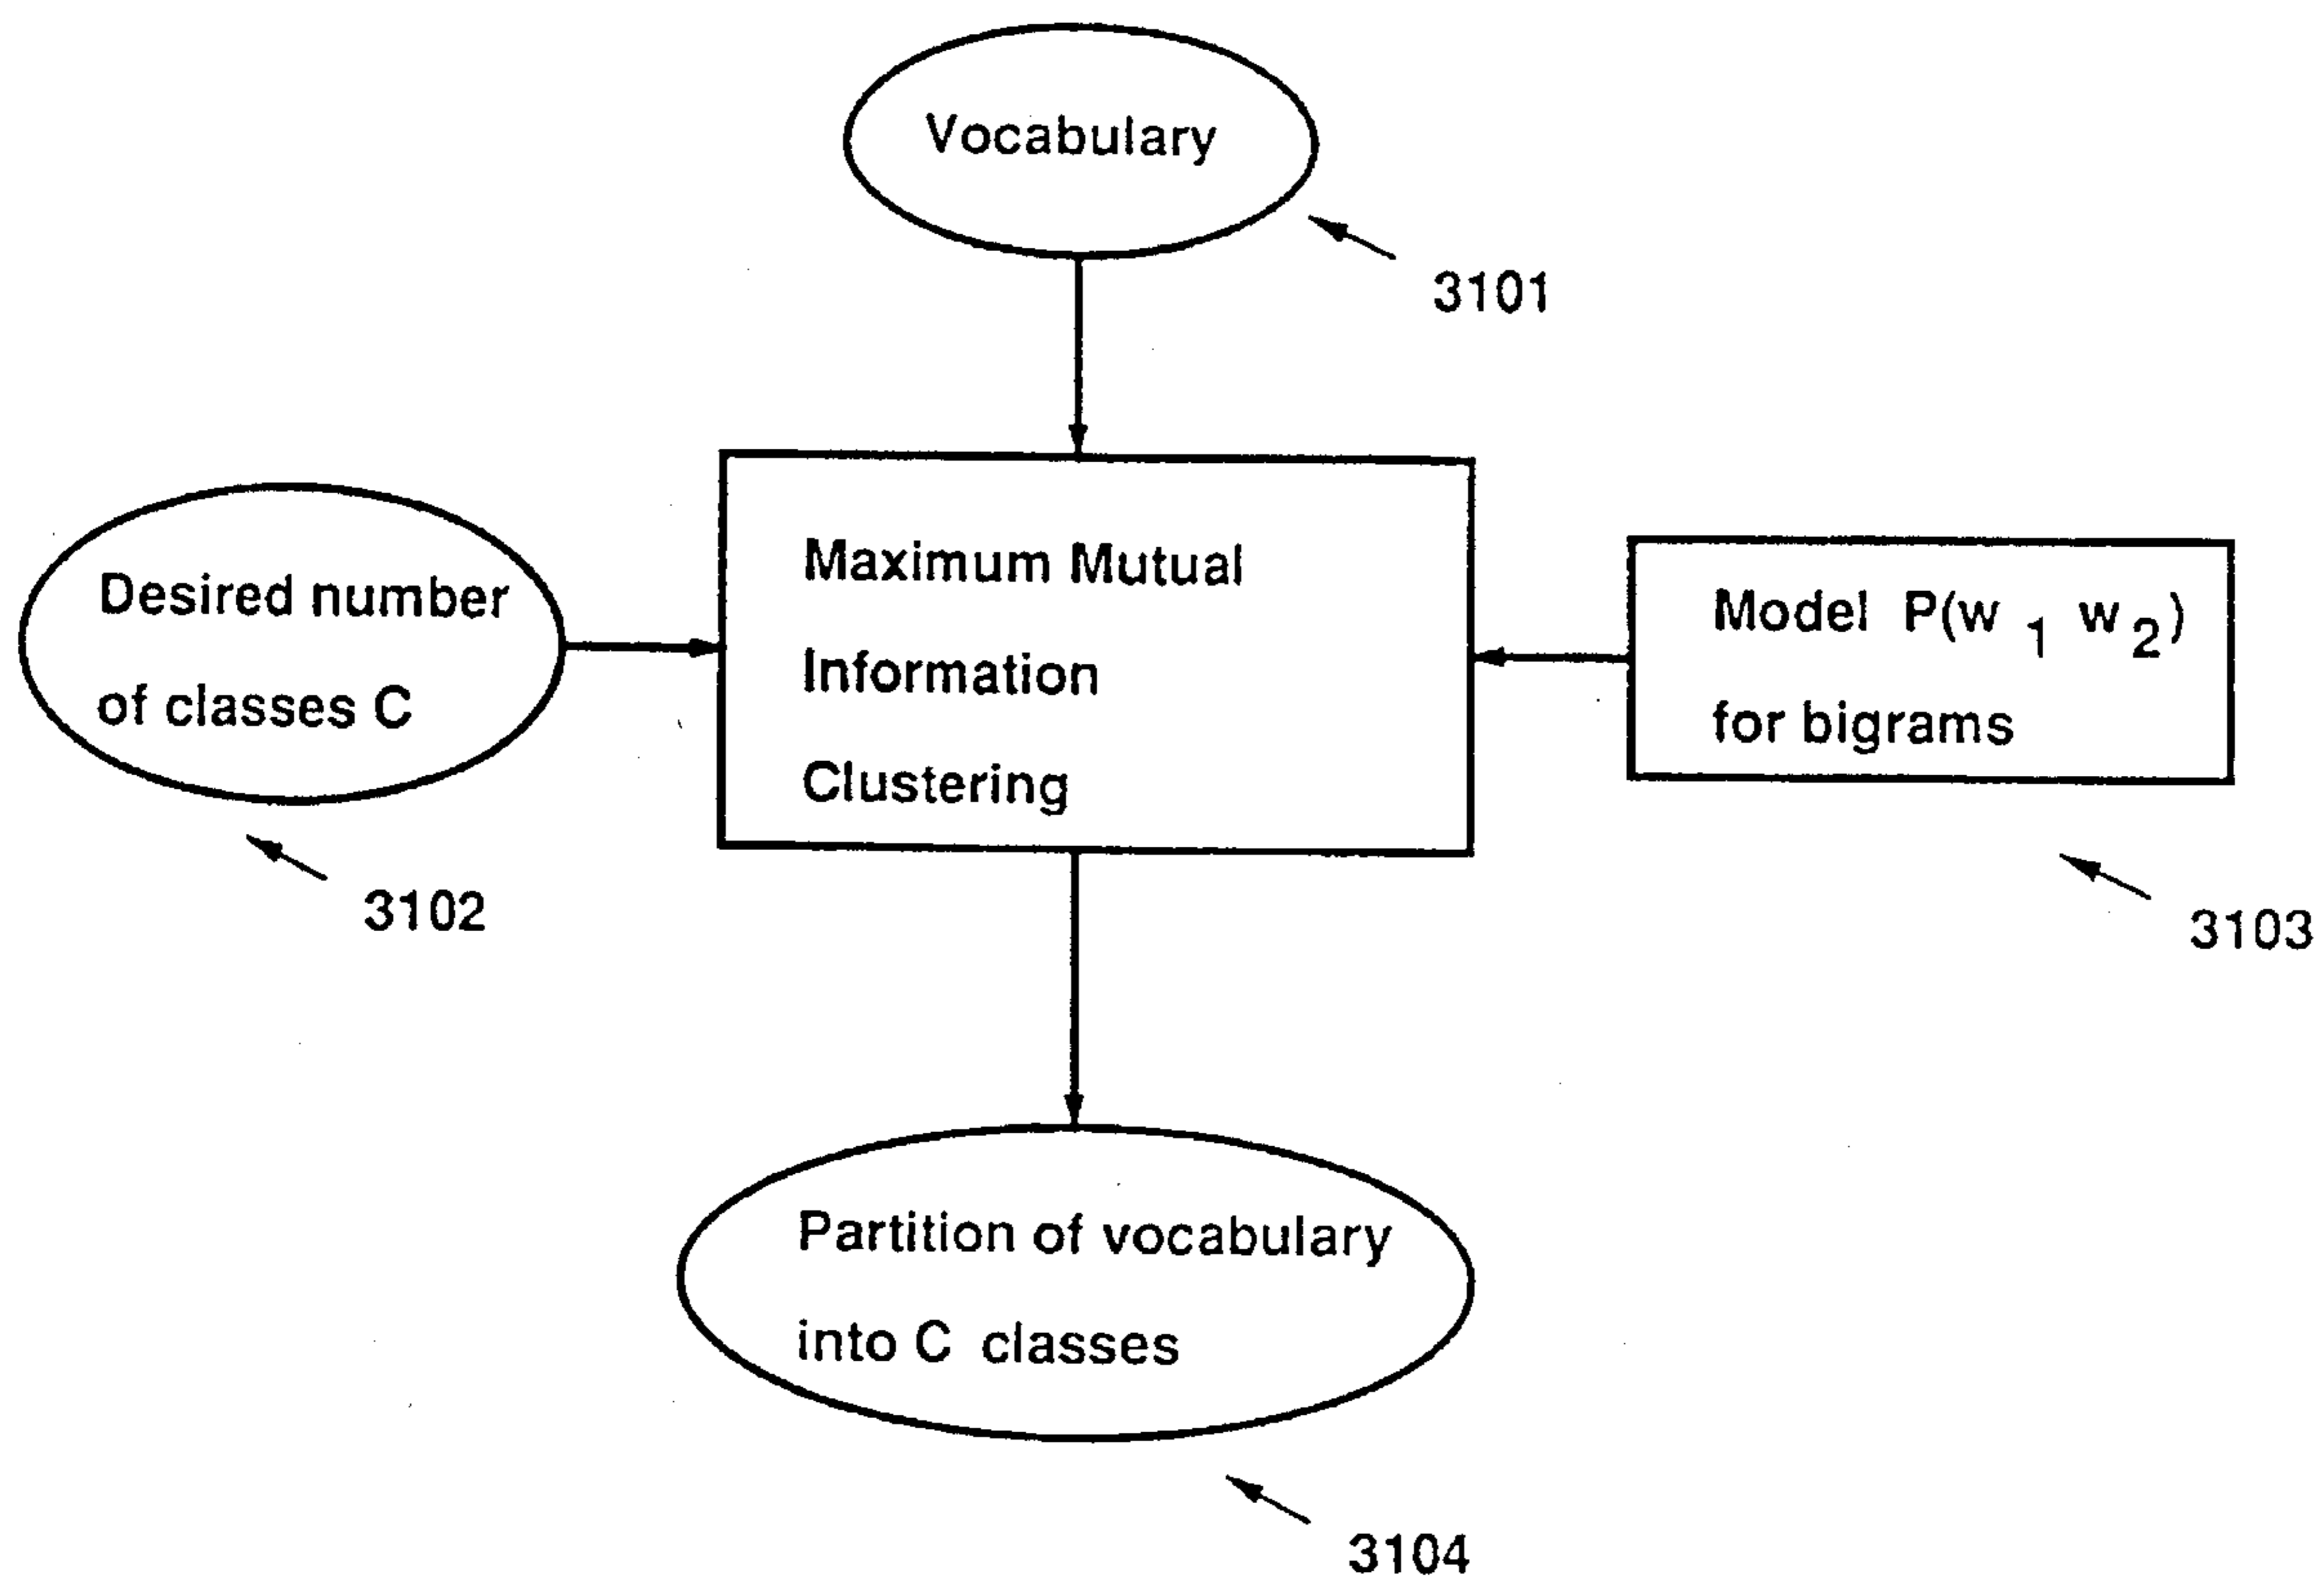 Vocabulary
3101
Desired number
of classes C
3102
Maximum Mutual
Information
Clustering
Model P(w 1 w 2)
for bigrams
3103
Partition of vocabulary
into C classes
3104